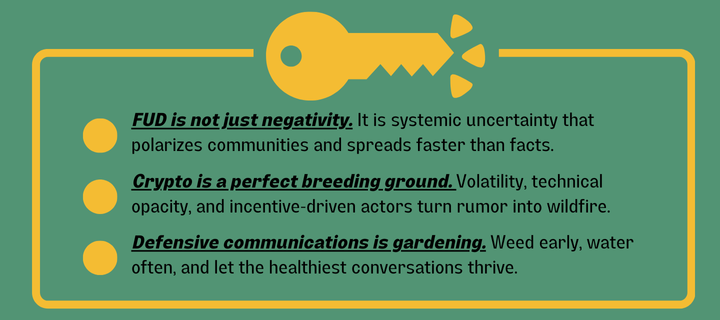 FUD is not just negativity. It is systemic uncertainty that
polarizes communities and spreads faster than facts.
Crypto is a perfect breeding ground. Volatility, technical
opacity, and incentive-driven actors turn rumor into wildfire.
Defensive communications is gardening. Weed early, water
often, and let the healthiest conversations thrive.